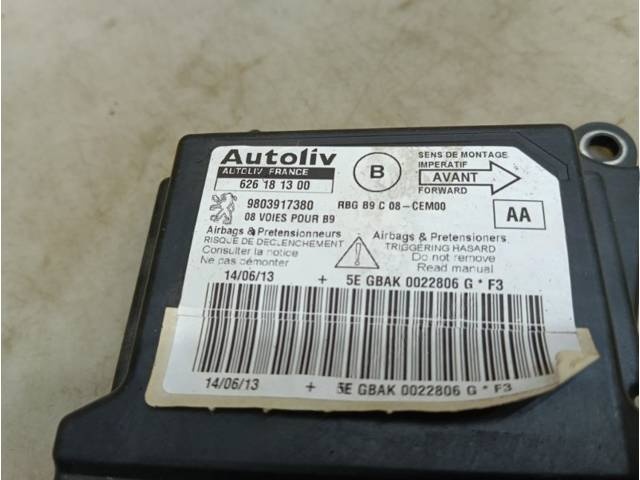 Autoliv
AUTOLIV FRANCE
626 18 13 00
B
SENS DE MONTAGE
IMPERATIF
AVANT
FORWARD
9803917380
RBG B9 C 08-CEM00
08 VOIES POUR B9
AA
Airbags & Pretensionneurs
RISQUE DE DECLENCHEMENT
Consulter la notice
Ne pas démonter
Airbags & Pretensioners
TRIGGERING HASARD
Do not remove
Read manual
14/06/13 + 5E GBAK 0022806 G * F3
14/06/13 + 5E GBAK 0022806 G * F3